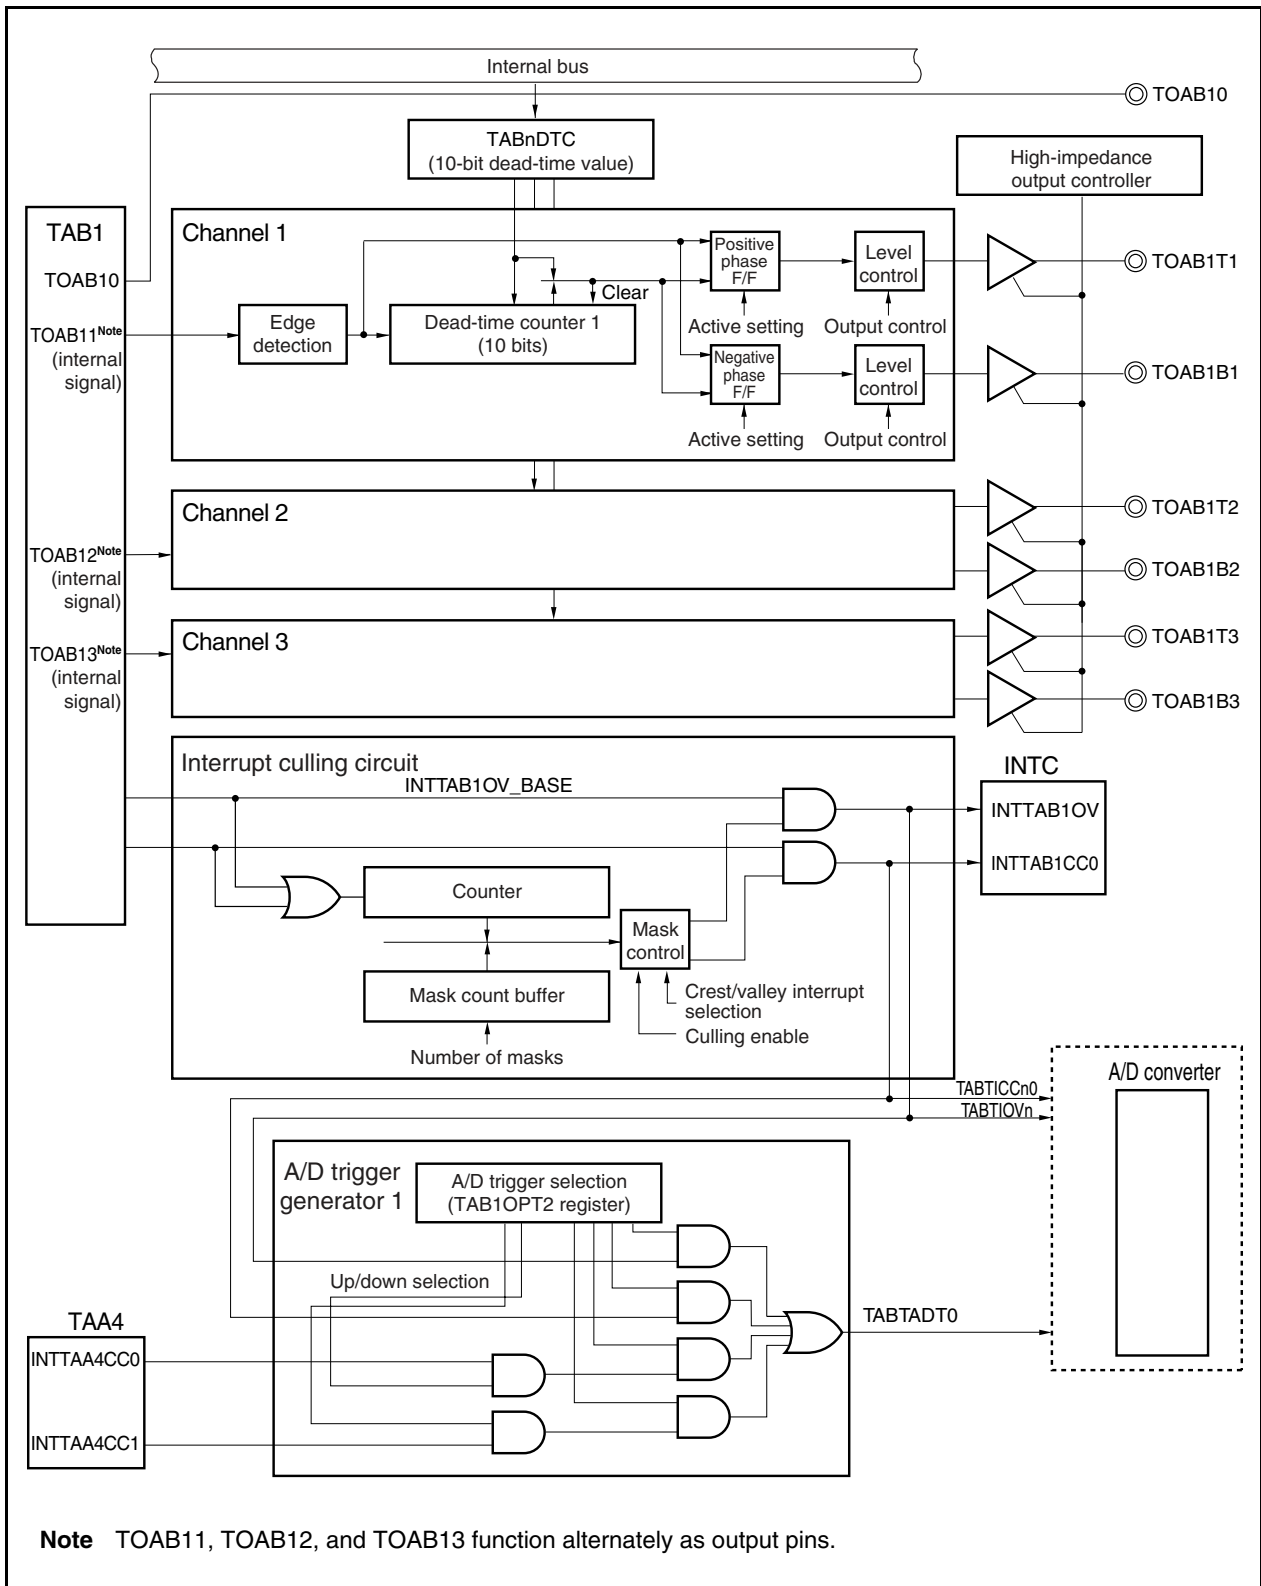 Internal bus
TOAB10
TABnDTC
(10-bit dead-time value)
High-impedance
output controller
TAB1
TOAB10
TOAB11Note
(internal
signal)
TOAB12Note
(internal
signal)
TOAB13Note
(internal
signal)
Channel 1
Edge
detection
Dead-time counter 1
(10 bits)
Clear
Positive
phase
F/F
Level
control
Active setting
Output control
Negative
phase
F/F
Level
control
Active setting
Output control
TOAB1T1
TOAB1B1
Channel 2
TOAB1T2
TOAB1B2
Channel 3
TOAB1T3
TOAB1B3
Interrupt culling circuit
INTTAB1OV_BASE
Counter
Mask
control
Mask count buffer
Number of masks
Crest/valley interrupt
selection
Culling enable
INTC
INTTAB1OV
INTTAB1CC0
TABTICCn0
TABTIOVn
A/D converter
A/D trigger
generator 1
A/D trigger selection
(TAB1OPT2 register)
Up/down selection
TABTADT0
TAA4
INTTAA4CC0
INTTAA4CC1
Note TOAB11, TOAB12, and TOAB13 function alternately as output pins.